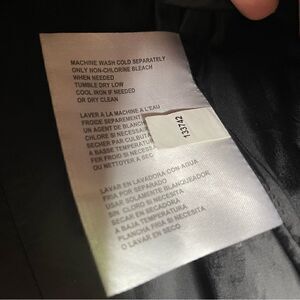 MACHINE WASH COLD SEPARATELY
ONLY NON-CHLORINE BLEACH
WHEN NEEDED
TUMBLE DRY LOW
COOL IRON IF NEEDED
OR DRY CLEAN
LAVER A LA MACHINE A L'EAU
FROIDE SEPAREMENT
UN AGENT DE BLANCH
CHLORE SI NECESS
SECHER PAR CULBUTA
A BASSE TEMPERATUR
FER FROID SI NECES
OU NETTOYER A SEC
133742
LAVAR EN LAVADORA CON AGUA
FRIA POR SEPARADO
USAR SOLAMENTE BLANQUEADOR,
SIN CLORO SI NECESITA
SECAR EN SECADORA
A BAJA TEMPERATURA
PLANCHA FRIA SI NECESITA
O LAVAR EN SECO